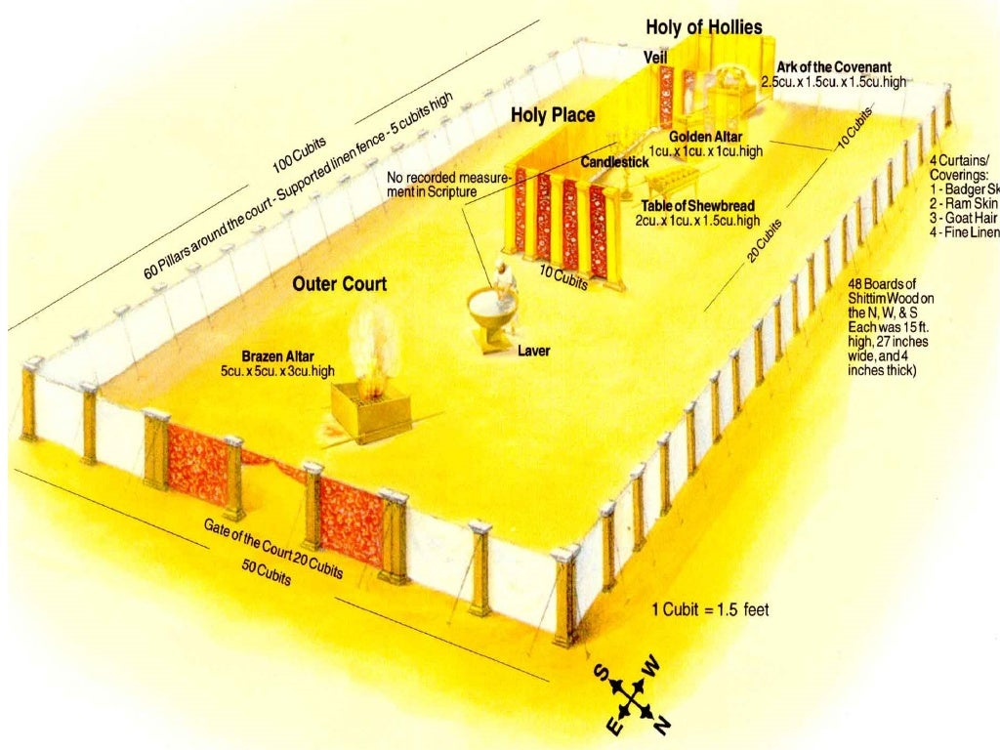 Holy of Hollies
Veil
Ark of the Covenant
2.5cu. x 1.5cu. x 1.5cu.high
Holy Place
100 Cubits
60 Pillars around the court - Supported linen fence - 5 cubits high
Golden Altar
1cu. x 1cu. x 1cu.high
10 Cubits
Candlestick
No recorded measure-
ment in Scripture
Table of Shewbread
2cu. x 1cu. x 1.5cu.high
4 Curtains/
Coverings:
1 - Badger Sk
2 - Ram Skin
3 - Goat Hair
4 - Fine Linen
20 Cubits
10 Cubits
Outer Court
48 Boards of
Shittim Wood on
the N, W, & S
Each was 15 ft.
high, 27 inches
wide, and 4
inches thick)
Laver
Brazen Altar
5cu. x 5cu. x 3cu.high
Gate of the Court 20 Cubits
50 Cubits
1 Cubit = 1.5 feet
S W
E N